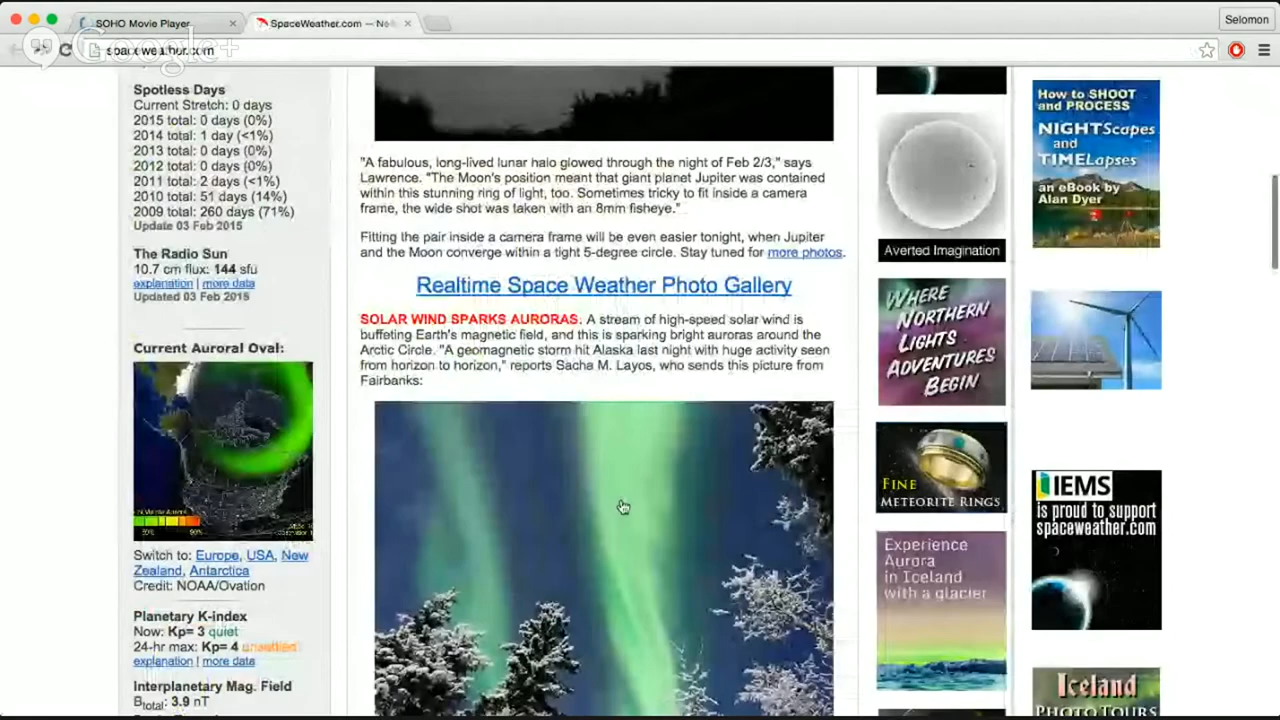 SOHO Movie Player
SpaceWeather.com — Ne
Selomon
Google+
spaceweather.com
Spotless Days
Current Stretch: 0 days
2015 total: 0 days (0%)
2014 total: 1 day (<1%)
2013 total: 0 days (0%)
2012 total: 0 days (0%)
2011 total: 2 days (<1%)
2010 total: 51 days (14%)
2009 total: 260 days (71%)
Update 03 Feb 2015
The Radio Sun
10.7 cm flux: 144 sfu
explanation | more data
Updated 03 Feb 2015
Current Auroral Oval:
Switch to: Europe, USA, New
Zealand, Antarctica
Credit: NOAA/Ovation
Planetary K-index
Now: Kp= 3 quiet
24-hr max: Kp= 4 unsettled
explanation | more data
Interplanetary Mag. Field
Btotal: 3.9 nT
"A fabulous, long-lived lunar halo glowed through the night of Feb 2/3," says
Lawrence. "The Moon's position meant that giant planet Jupiter was contained
within this stunning ring of light, too. Sometimes tricky to fit inside a camera
frame, the wide shot was taken with an 8mm fisheye."
Fitting the pair inside a camera frame will be even easier tonight, when Jupiter
and the Moon converge within a tight 5-degree circle. Stay tuned for more photos.
Realtime Space Weather Photo Gallery
SOLAR WIND SPARKS AURORAS. A stream of high-speed solar wind is
buffeting Earth's magnetic field, and this is sparking bright auroras around the
Arctic Circle. "A geomagnetic storm hit Alaska last night with huge activity seen
from horizon to horizon," reports Sacha M. Layos, who sends this picture from
Fairbanks:
Averted Imagination
WHERE
NORTHERN
LIGHTS
ADVENTURES
BEGIN
FINE
METEORITE RINGS
Experience
Aurora
in Iceland
with a glacier
How to SHOOT
and PROCESS
NIGHTScapes
and
TIMELapses
an eBook by
Alan Dyer
IEMS
is proud to support
spaceweather.com
Iceland
PHOTO TOURS